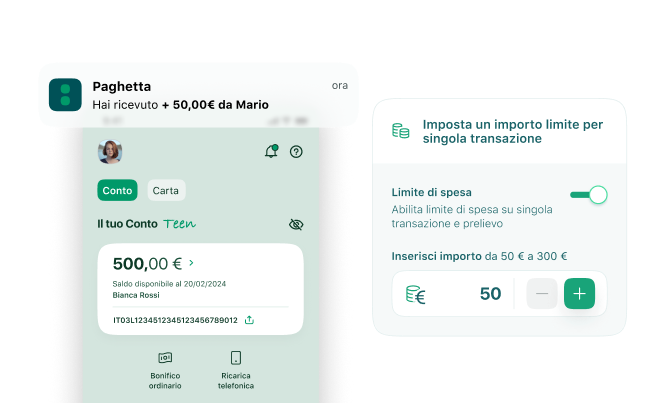 Paghetta
ora
Hai ricevuto + 50,00€ da Mario
Conto
Carta
Il tuo Conto Teen
500,00 €
Saldo disponibile al 20/02/2024
Bianca Rossi
IT03L1234512345123456789012
Bonifico
ordinario
Ricarica
telefonica
Imposta un importo limite per
singola transazione
Limite di spesa
Abilita limite di spesa su singola
transazione e prelievo
Inserisci importo da 50 € a 300 €
50